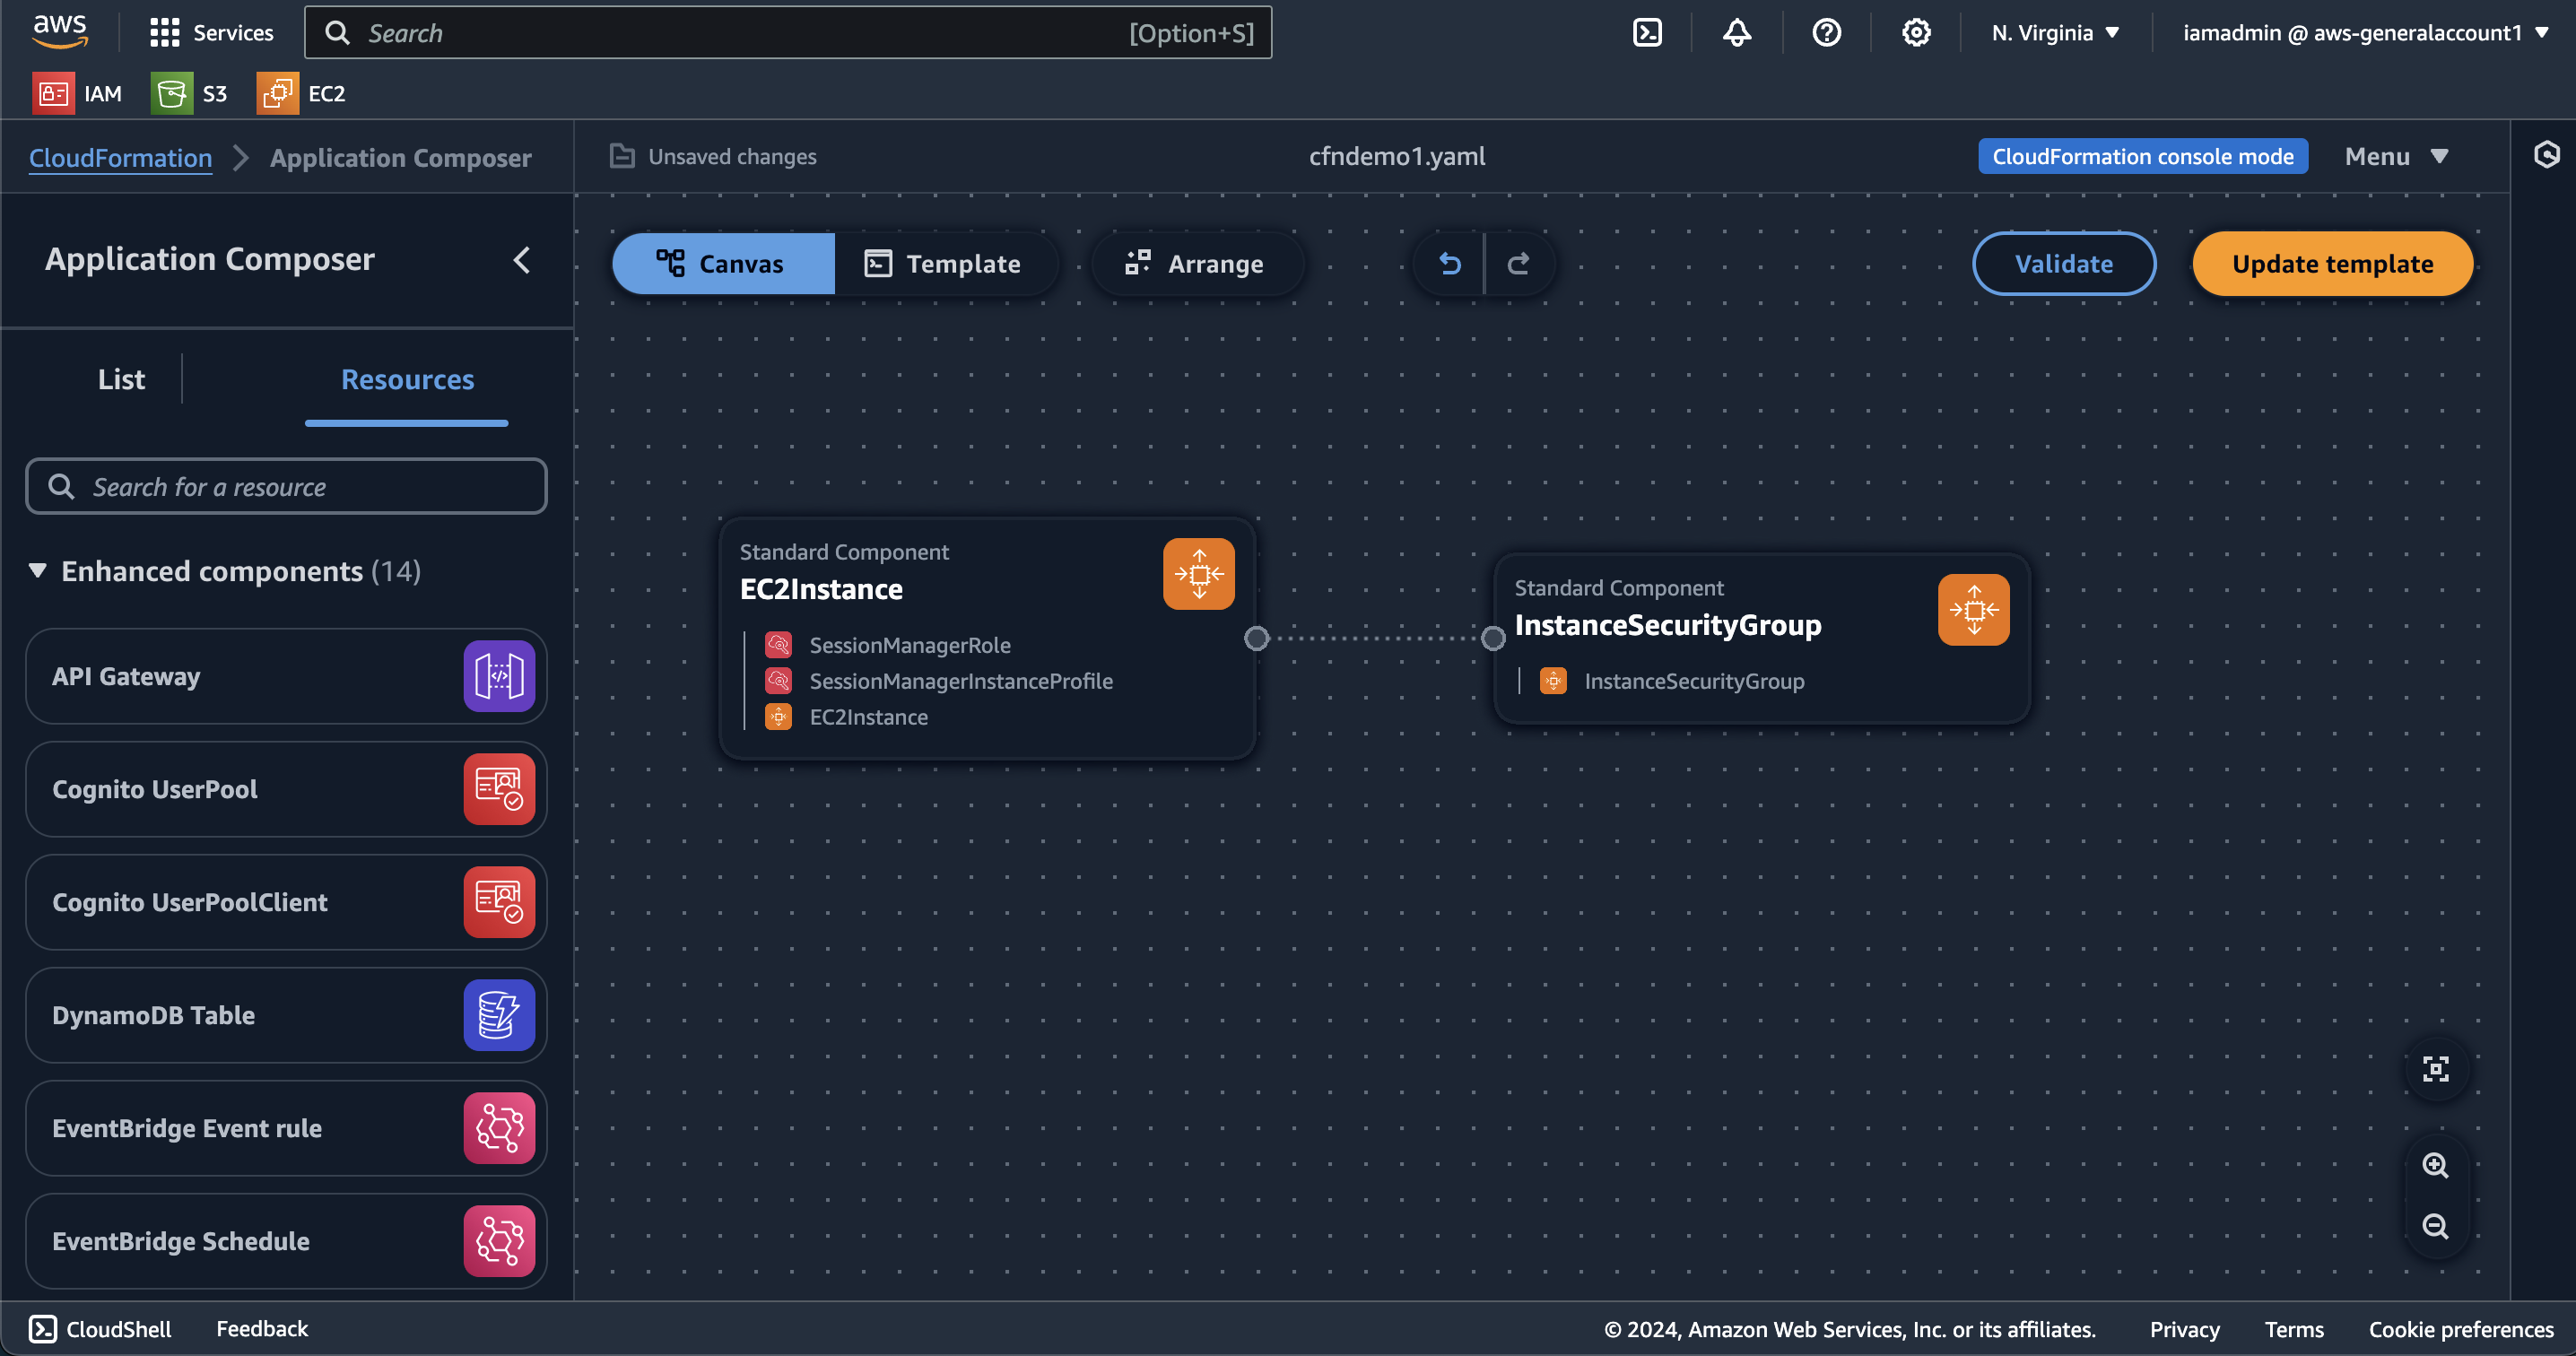 aws
Services
Search
[Option+S]
N. Virginia
iamadmin @ aws-generalaccount1
IAM
S3
EC2
CloudFormation
Application Composer
Unsaved changes
cfndemo1.yaml
CloudFormation console mode
Menu
Application Composer
Canvas
Template
Arrange
Validate
Update template
List
Resources
Search for a resource
Enhanced components (14)
API Gateway
Cognito UserPool
Cognito UserPoolClient
DynamoDB Table
EventBridge Event rule
EventBridge Schedule
Standard Component
EC2Instance
SessionManagerRole
SessionManagerInstanceProfile
EC2Instance
Standard Component
InstanceSecurityGroup
InstanceSecurityGroup
CloudShell
Feedback
© 2024, Amazon Web Services, Inc. or its affiliates.
Privacy
Terms
Cookie preferences